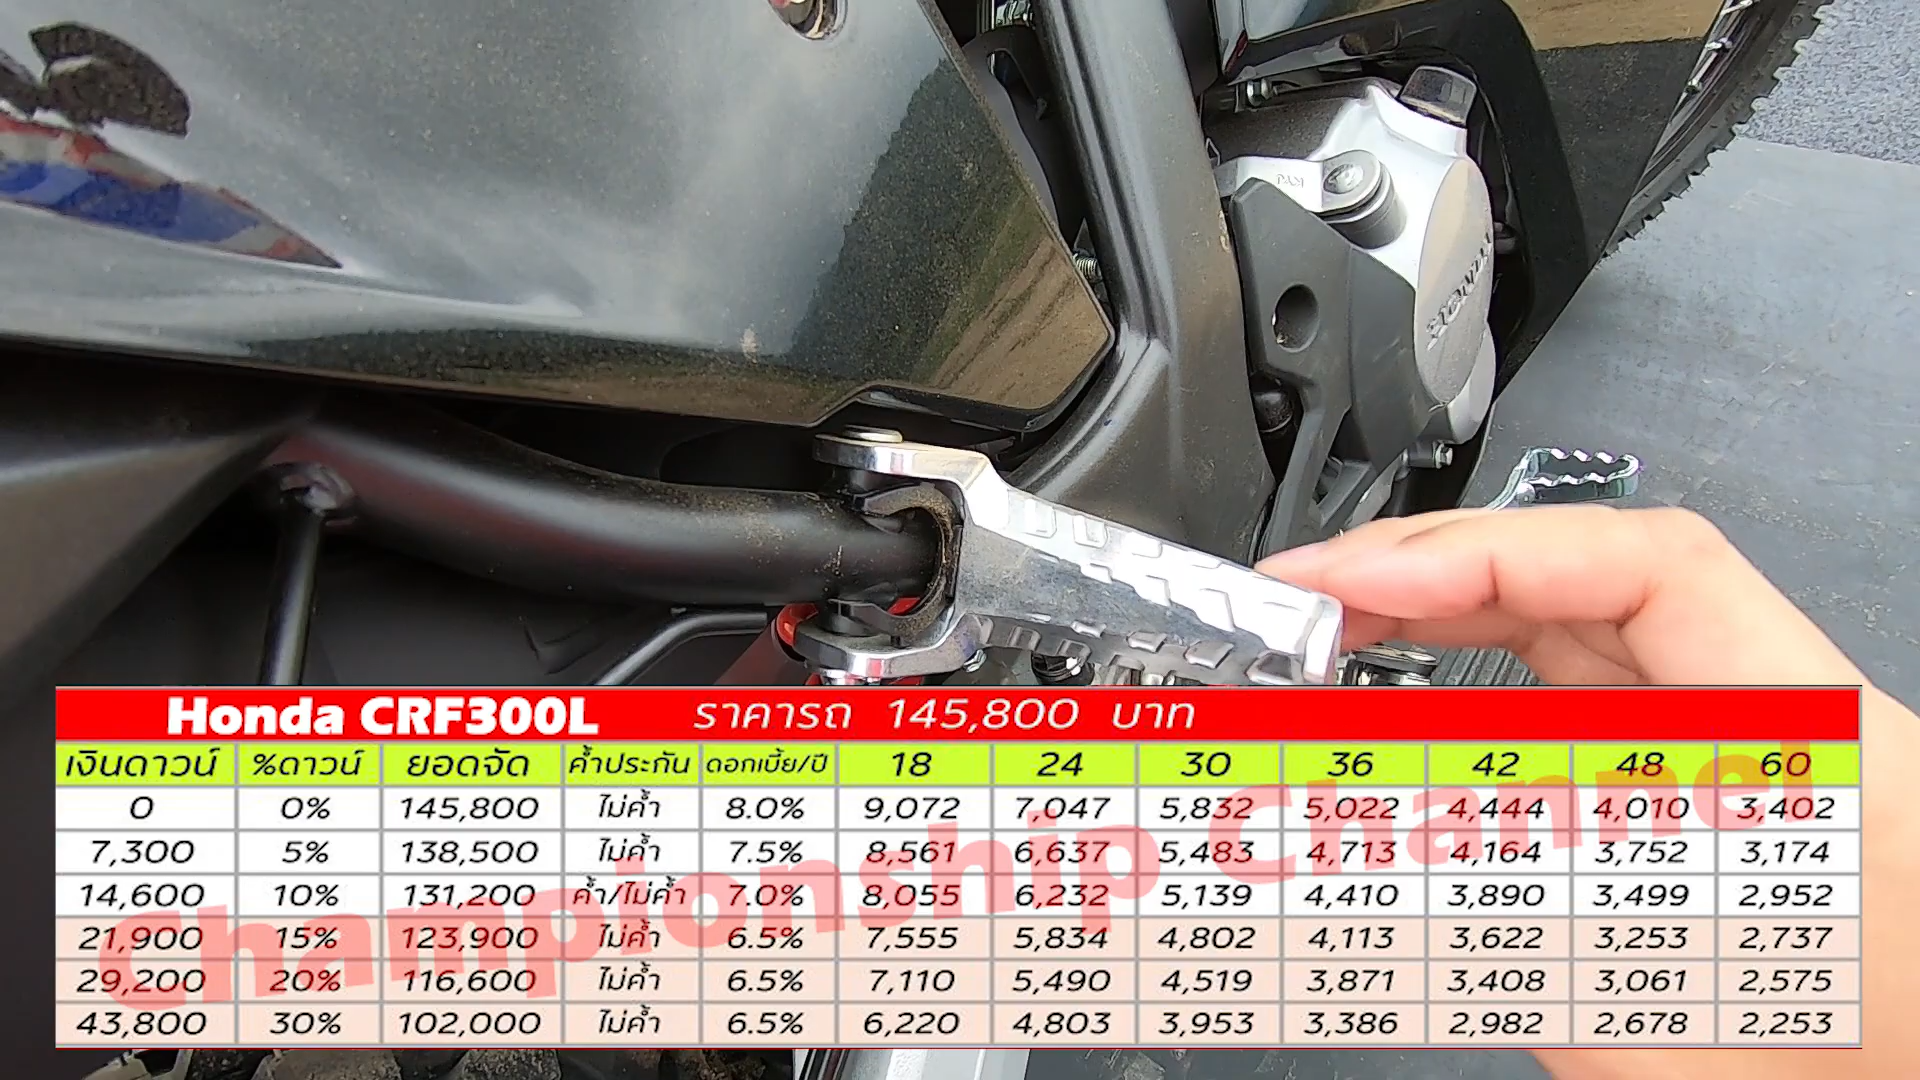 HONDA
Honda CRF300L ราคารถ 145,800 บาท
เงินดาวน์ %ดาวน์ ยอดจัด ค้ำประกัน ดอกเบี้ย/ปี 18 24 30 36 42 48 60
0 0% 145,800 ไม่ค้ำ 8.0% 9,072 7,047 5,832 5,022 4,444 4,010 3,402
7,300 5% 138,500 ไม่ค้ำ 7.5% 8,561 6,637 5,483 4,713 4,164 3,752 3,174
14,600 10% 131,200 ค้ำ/ไม่ค้ำ 7.0% 8,055 6,232 5,139 4,410 3,890 3,499 2,952
21,900 15% 123,900 ไม่ค้ำ 6.5% 7,555 5,834 4,802 4,113 3,622 3,253 2,737
29,200 20% 116,600 ไม่ค้ำ 6.5% 7,110 5,490 4,519 3,871 3,408 3,061 2,575
43,800 30% 102,000 ไม่ค้ำ 6.5% 6,220 4,803 3,953 3,386 2,982 2,678 2,253
Championship Channel